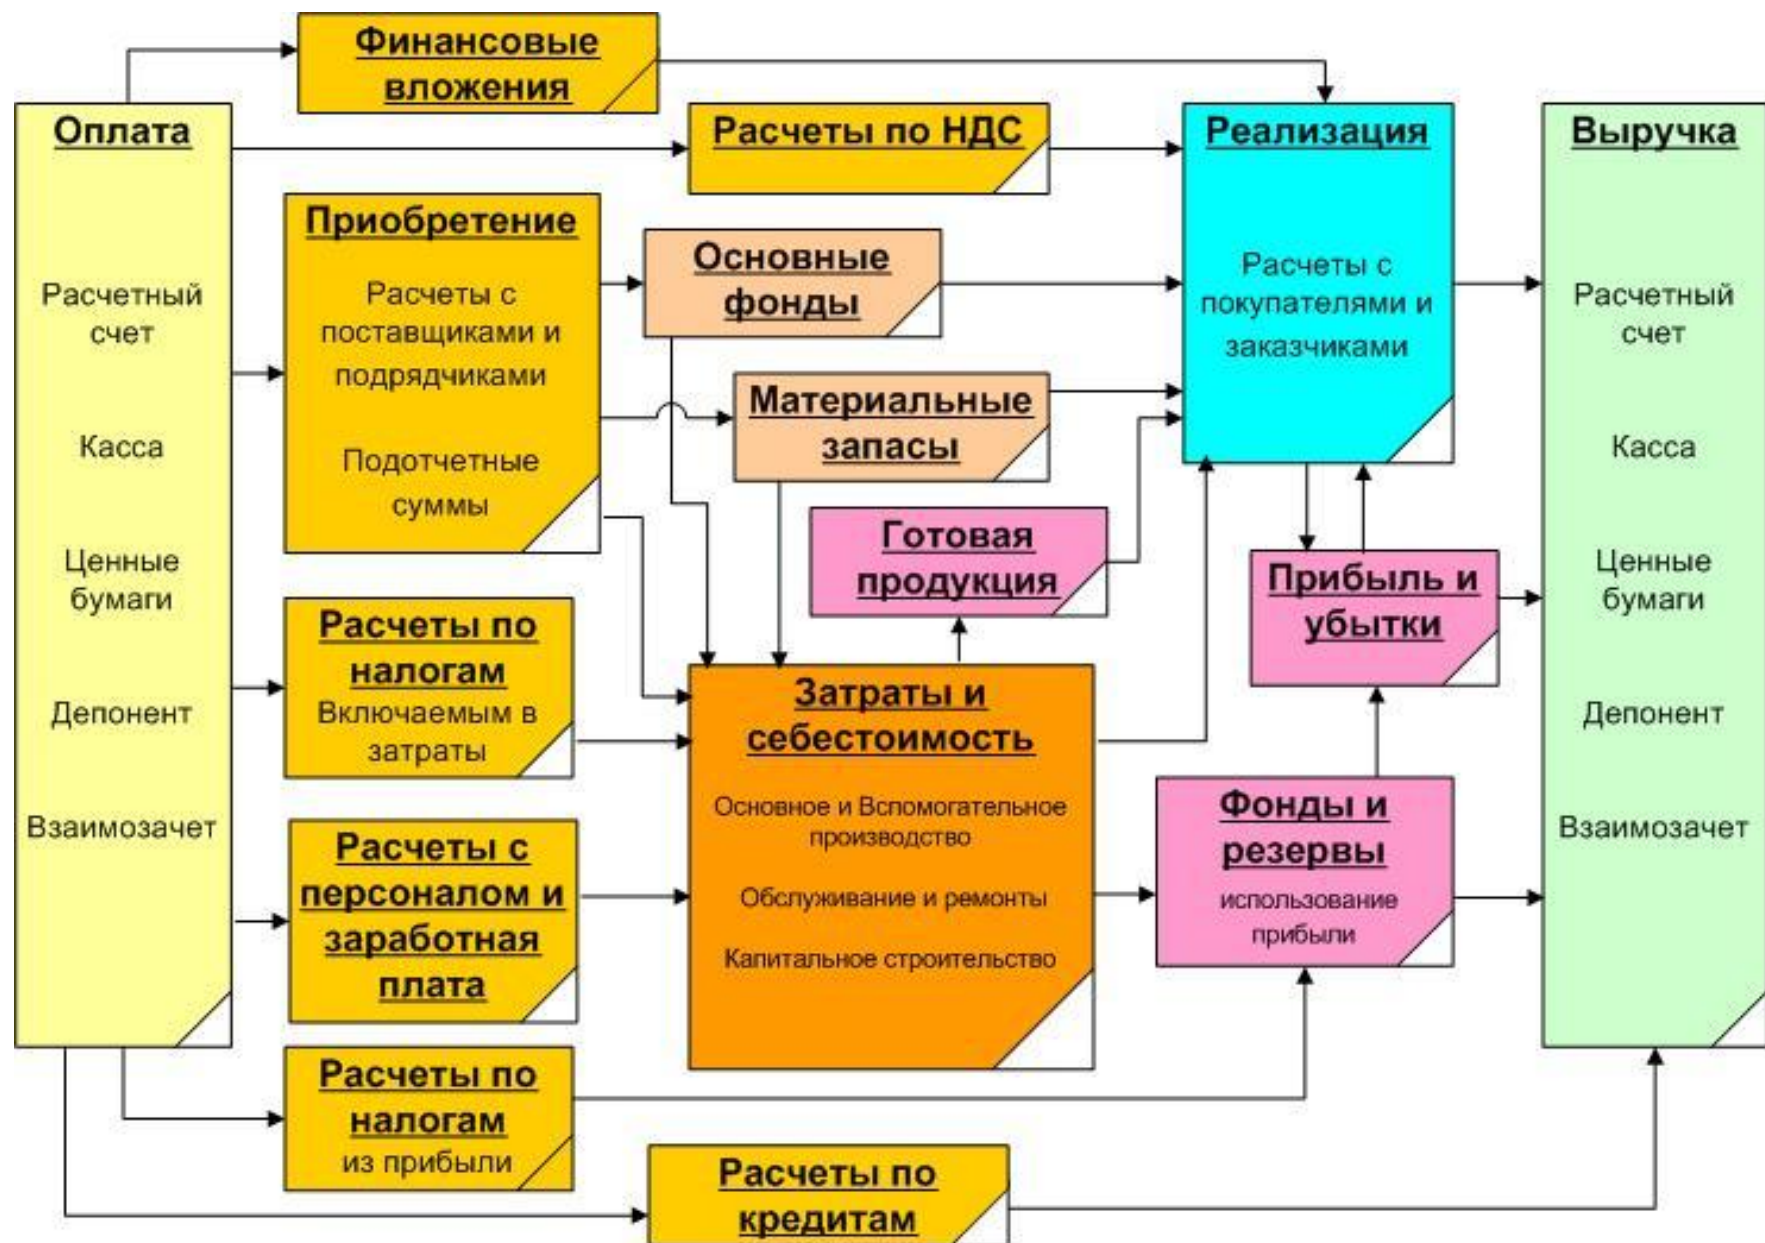 Финансовые
вложения
Оплата
Расчетный
счет
Касса
Ценные
бумаги
Депонент
Взаимозачет
Расчеты по НДС
Приобретение
Расчеты с
поставщиками и
подрядчиками
Подотчетные
суммы
Основные
фонды
Материальные
запасы
Готовая
продукция
Расчеты по
налогам
Включаемым в
затраты
Расчеты с
персоналом и
заработная
плата
Расчеты по
налогам
из прибыли
Расчеты по
кредитам
Затраты и
себестоимость
Основное и Вспомогательное
производство
Обслуживание и ремонты
Капитальное строительство
Реализация
Расчеты с
покупателями и
заказчиками
Прибыль и
убытки
Фонды и
резервы
использование
прибыли
Выручка
Расчетный
счет
Касса
Ценные
бумаги
Депонент
Взаимозачет